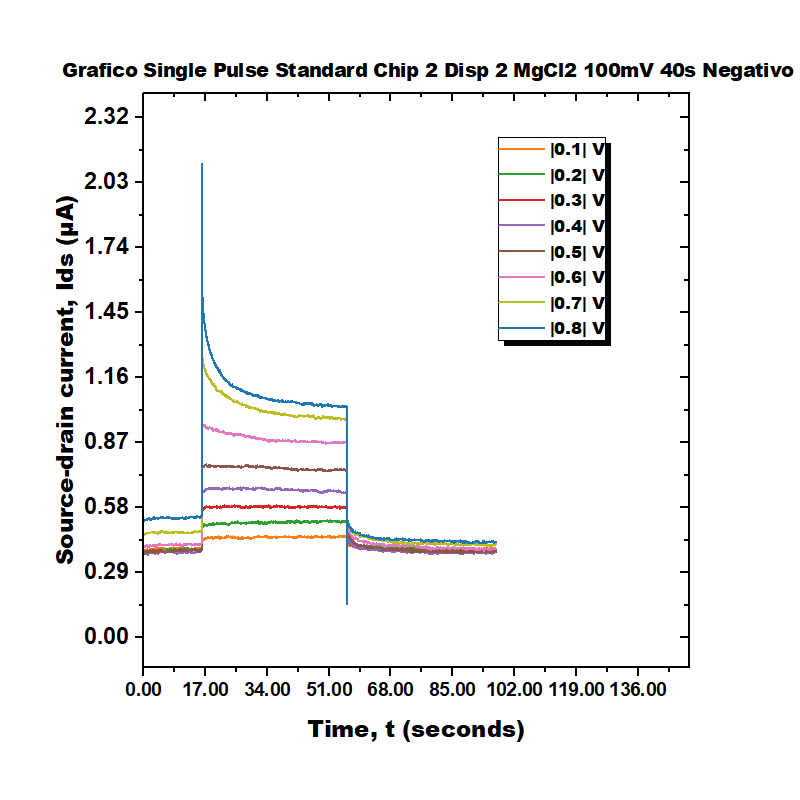 Grafico Single Pulse Standard Chip 2 Disp 2 MgCl2 100mV 40s Negativo
2.32
2.03
1.74
1.45
1.16
0.87
0.58
0.29
0.00
Source-drain current, Ids (µA)
|0.1| V
|0.2| V
|0.3| V
|0.4| V
|0.5| V
|0.6| V
|0.7| V
|0.8| V
0.00 17.00 34.00 51.00 68.00 85.00 102.00 119.00 136.00
Time, t (seconds)